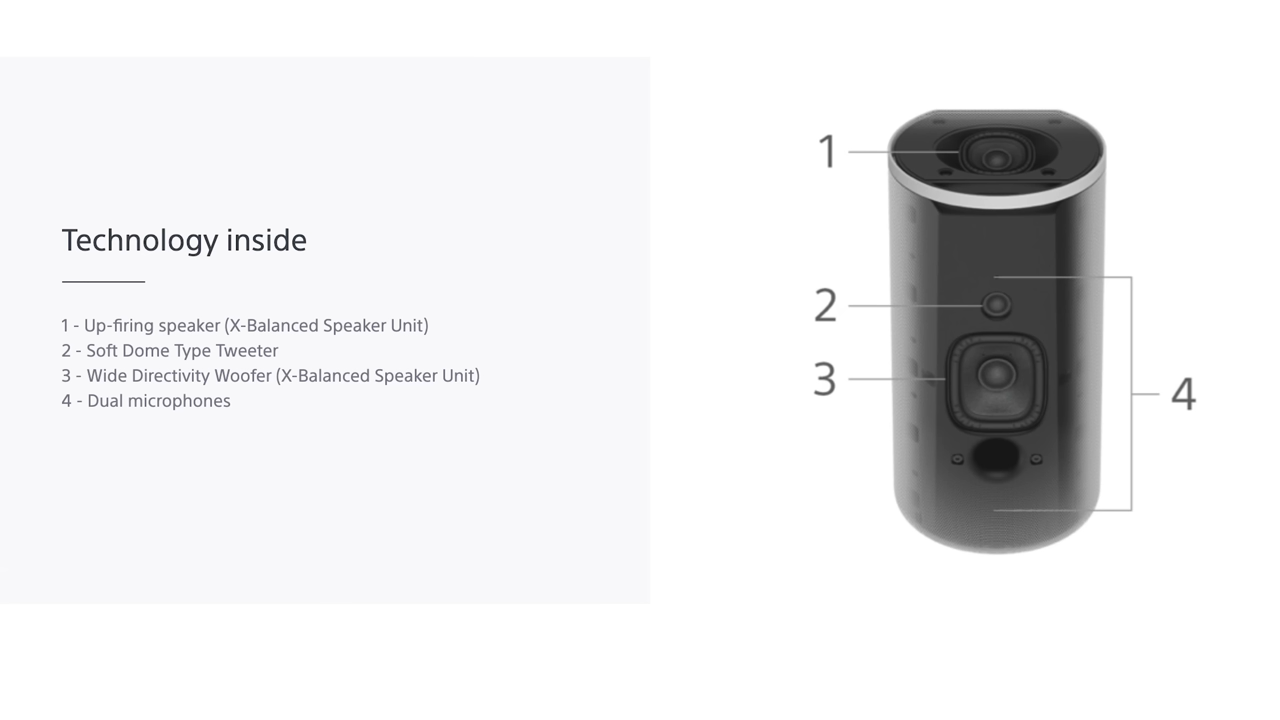 Technology inside
1 - Up-firing speaker (X-Balanced Speaker Unit)
2 - Soft Dome Type Tweeter
3 - Wide Directivity Woofer (X-Balanced Speaker Unit)
4 - Dual microphones
1
2
3
4